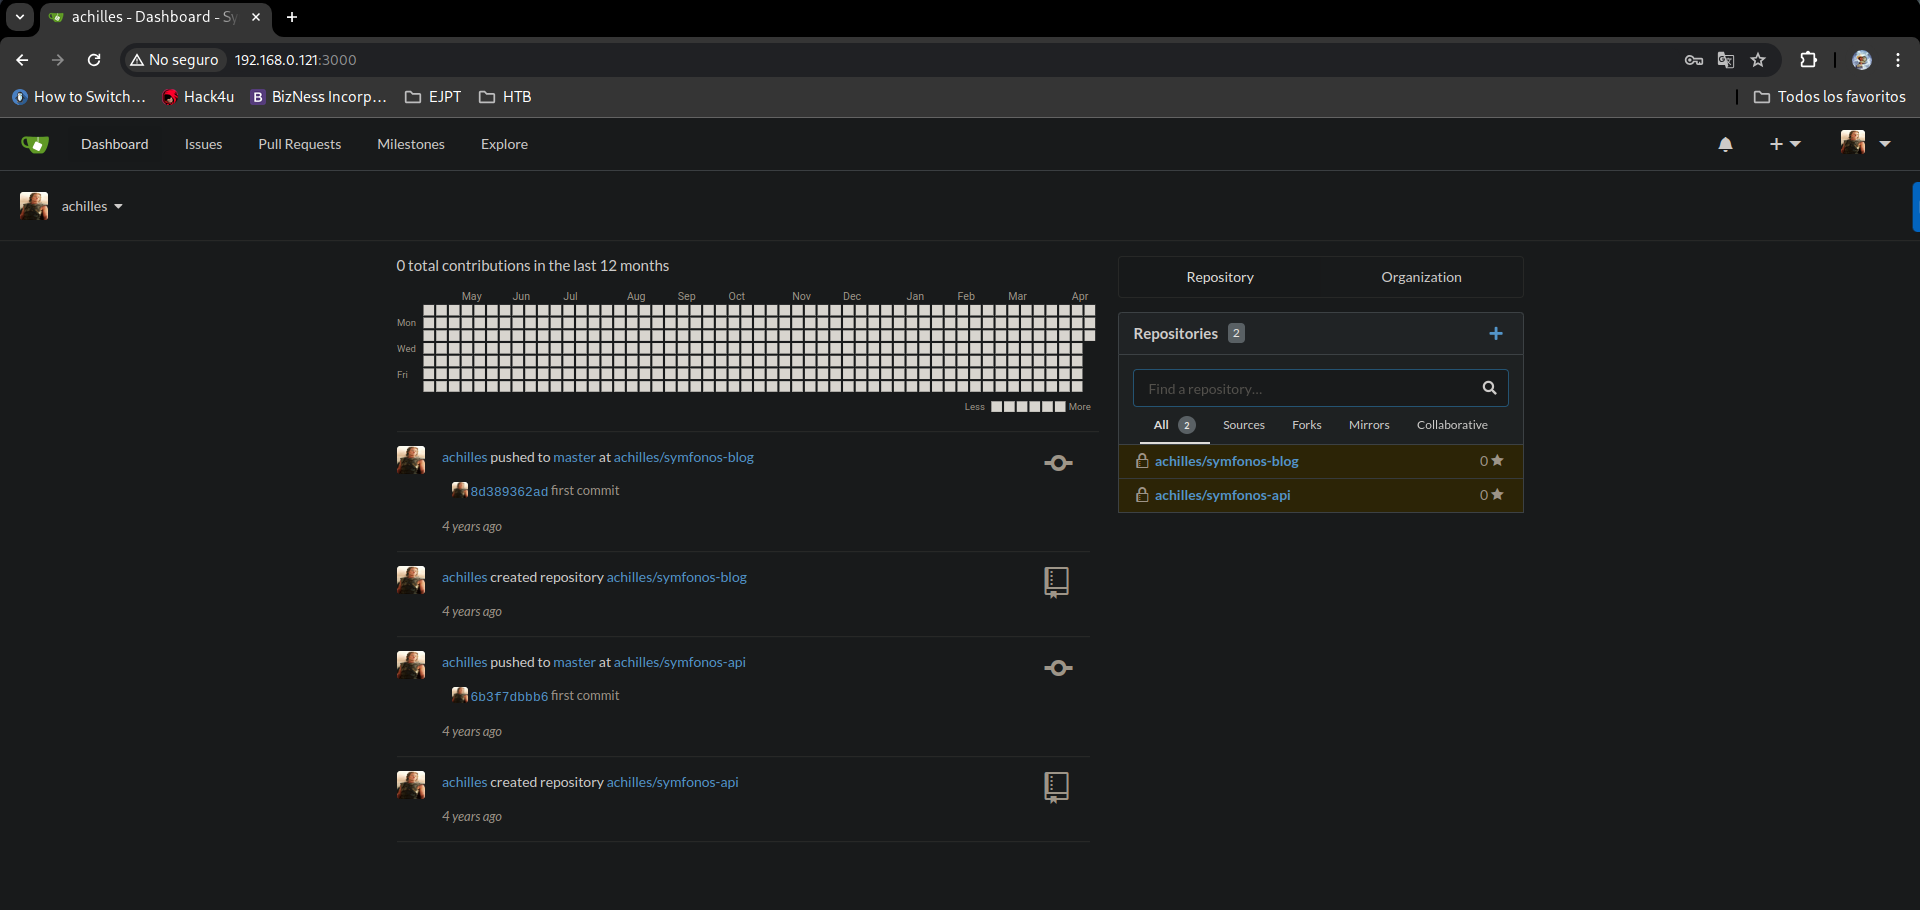 achilles - Dashboard - Sy
No seguro 192.168.0.121:3000
How to Switch... Hack4u B BizNess Incorp... EJPT HTB Todos los favoritos
Dashboard Issues Pull Requests Milestones Explore
achilles
0 total contributions in the last 12 months
May Jun Jul Aug Sep Oct Nov Dec Jan Feb Mar Apr
Mon
Wed
Fri
Less More
achilles pushed to master at achilles/symfonos-blog
8d389362ad first commit
4 years ago
achilles created repository achilles/symfonos-blog
4 years ago
achilles pushed to master at achilles/symfonos-api
6b3f7dbbb6 first commit
4 years ago
achilles created repository achilles/symfonos-api
4 years ago
Repository Organization
Repositories 2
Find a repository...
All 2 Sources Forks Mirrors Collaborative
achilles/symfonos-blog 0
achilles/symfonos-api 0